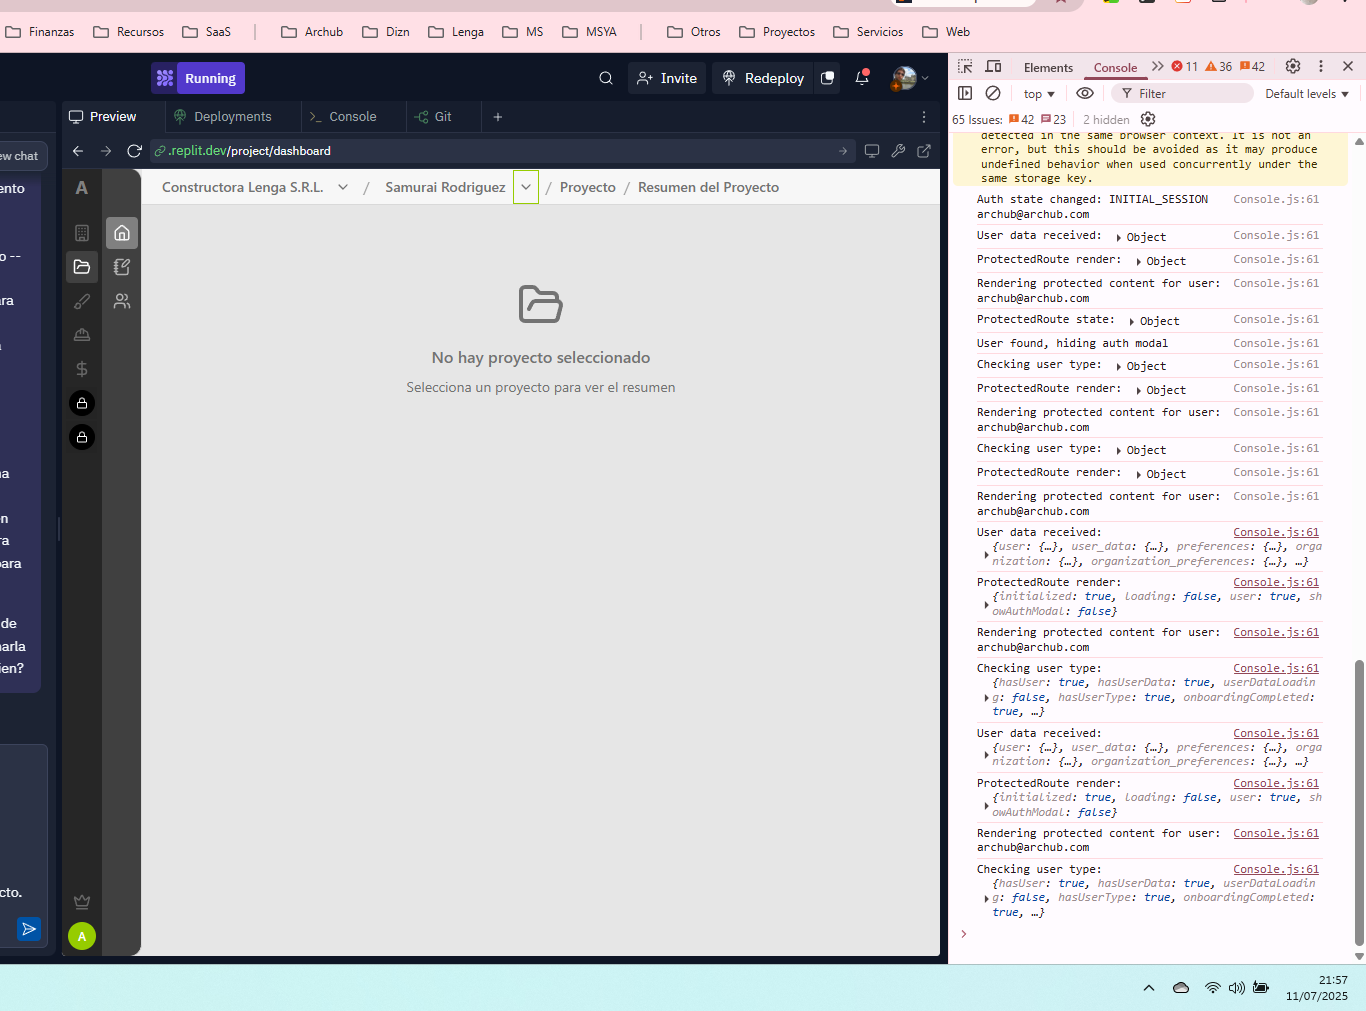 Finanzas Recursos SaaS Archub Dizn Lenga MS MSYA Otros Proyectos Servicios Web
Running
Invite
Redeploy
Preview
Deployments
Console
Git
.replit.dev/project/dashboard
ew chat
ento
o --
ara
a
na
en
ra
para
de
arla
ien?
cto.
A
Constructora Lenga S.R.L. / Samurai Rodriguez / Proyecto / Resumen del Proyecto
No hay proyecto seleccionado
Selecciona un proyecto para ver el resumen
A
Elements Console 11 36 42
top Filter Default levels
65 Issues: 42 23 2 hidden
detected in the same browser context. It is not an
error, but this should be avoided as it may produce
undefined behavior when used concurrently under the
same storage key.
Auth state changed: INITIAL_SESSION Console.js:61
archub@archub.com
User data received: Object Console.js:61
ProtectedRoute render: Object Console.js:61
Rendering protected content for user: Console.js:61
archub@archub.com
ProtectedRoute state: Object Console.js:61
User found, hiding auth modal Console.js:61
Checking user type: Object Console.js:61
ProtectedRoute render: Object Console.js:61
Rendering protected content for user: Console.js:61
archub@archub.com
Checking user type: Object Console.js:61
ProtectedRoute render: Object Console.js:61
Rendering protected content for user: Console.js:61
archub@archub.com
User data received: Console.js:61
{user: {…}, user_data: {…}, preferences: {…}, orga
nization: {…}, organization_preferences: {…}, …}
ProtectedRoute render: Console.js:61
{initialized: true, loading: false, user: true, sh
owAuthModal: false}
Rendering protected content for user: Console.js:61
archub@archub.com
Checking user type: Console.js:61
{hasUser: true, hasUserData: true, userDataLoadin
g: false, hasUserType: true, onboardingCompleted:
true, …}
User data received: Console.js:61
{user: {…}, user_data: {…}, preferences: {…}, orga
nization: {…}, organization_preferences: {…}, …}
ProtectedRoute render: Console.js:61
{initialized: true, loading: false, user: true, sh
owAuthModal: false}
Rendering protected content for user: Console.js:61
archub@archub.com
Checking user type: Console.js:61
{hasUser: true, hasUserData: true, userDataLoadin
g: false, hasUserType: true, onboardingCompleted:
true, …}
21:57
11/07/2025